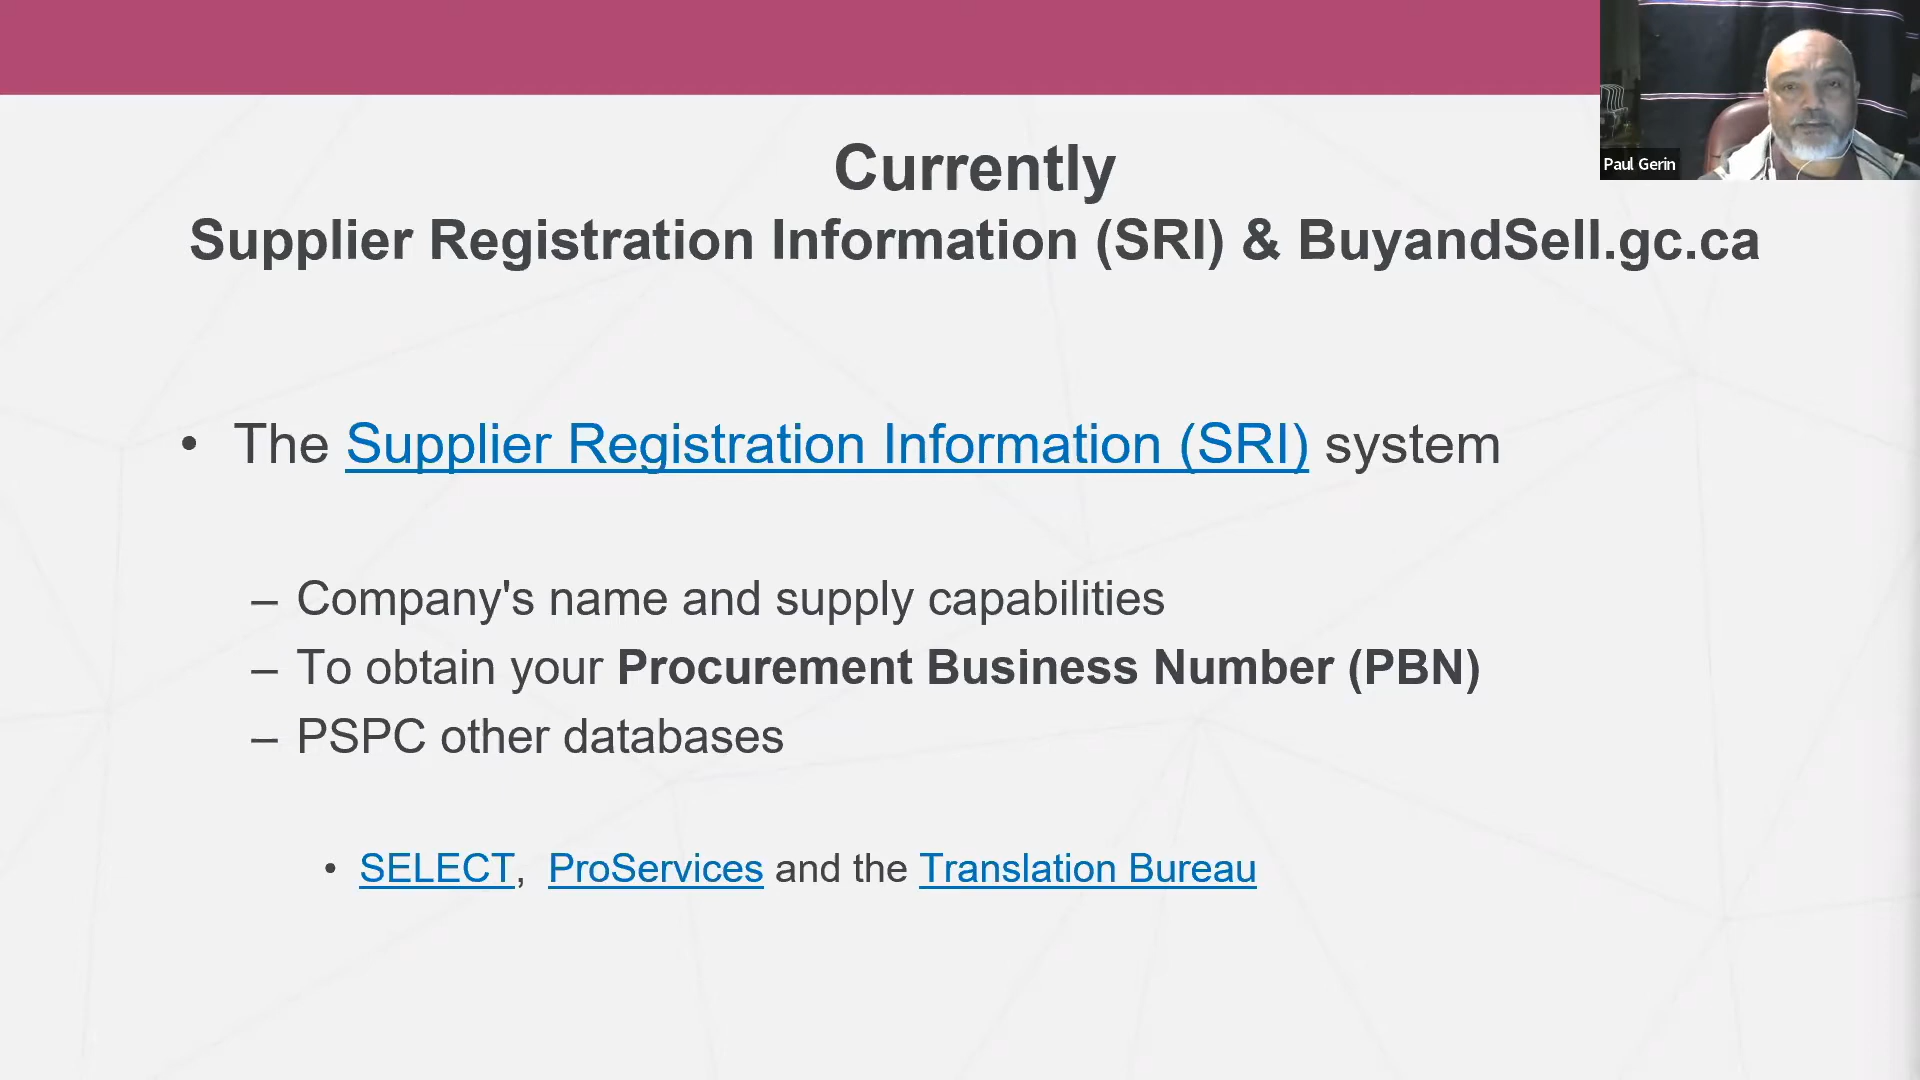 Currently
Supplier Registration Information (SRI) & BuyandSell.gc.ca
Paul Gerin
• The Supplier Registration Information (SRI) system
– Company's name and supply capabilities
– To obtain your Procurement Business Number (PBN)
– PSPC other databases
• SELECT, ProServices and the Translation Bureau